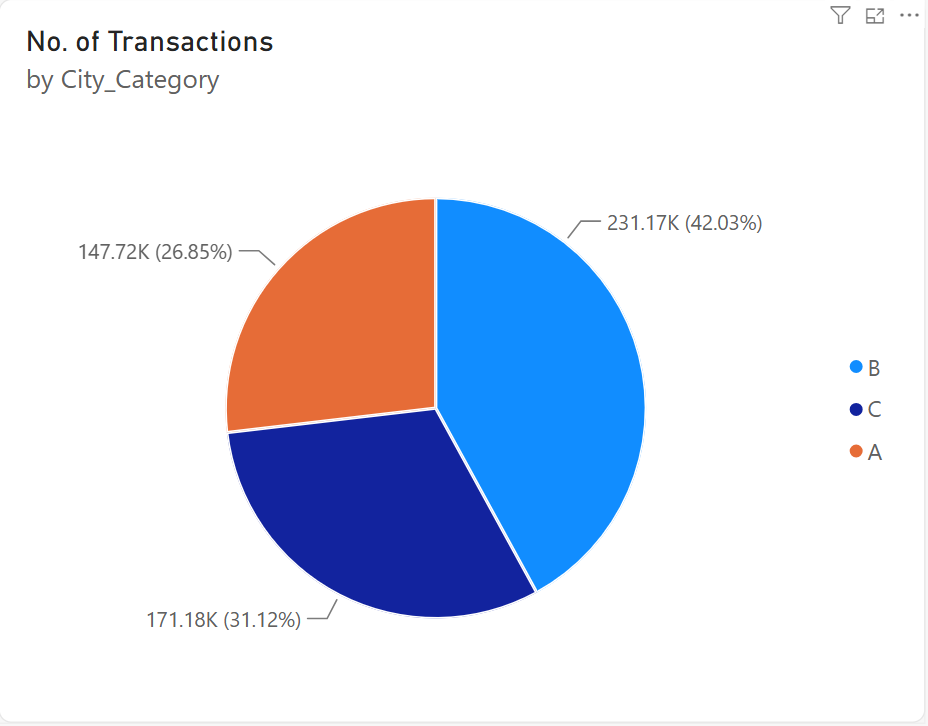 No. of Transactions
by City_Category
231.17K (42.03%)
147.72K (26.85%)
B
C
A
171.18K (31.12%)